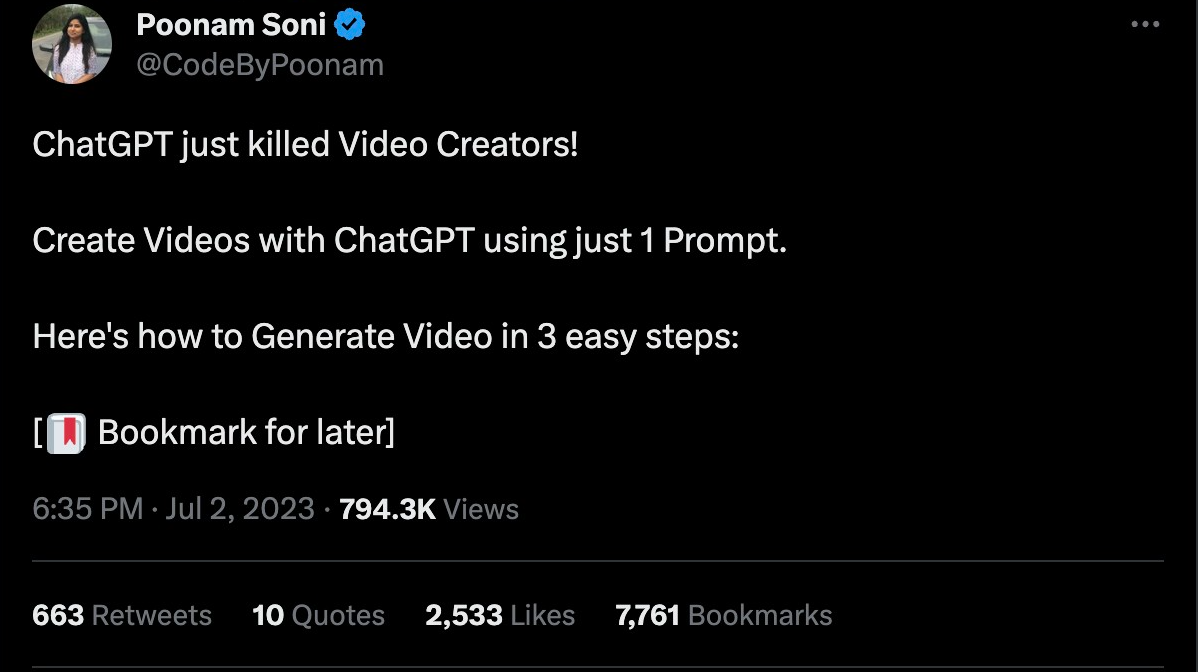 Poonam Soni
@CodeByPoonam
ChatGPT just killed Video Creators!
Create Videos with ChatGPT using just 1 Prompt.
Here's how to Generate Video in 3 easy steps:
[🔖 Bookmark for later]
6:35 PM · Jul 2, 2023 · 794.3K Views
663 Retweets 10 Quotes 2,533 Likes 7,761 Bookmarks